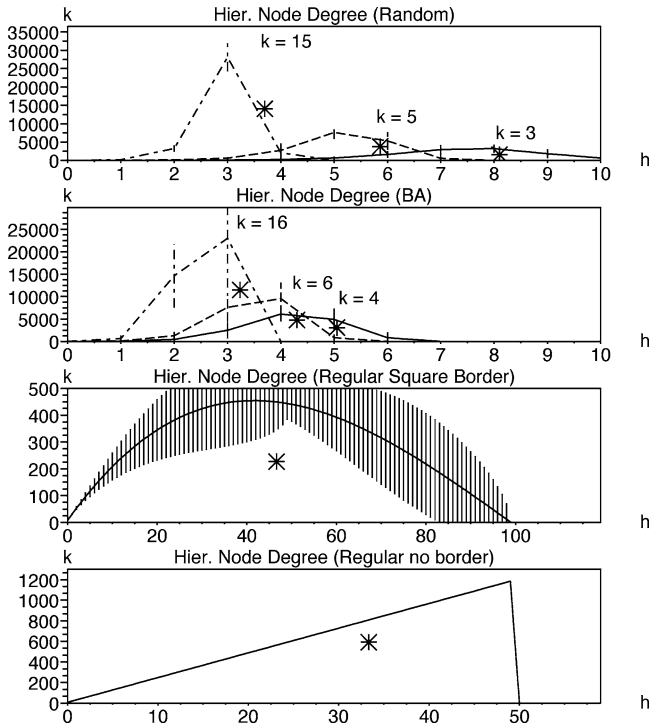 k Hier. Node Degree (Random)
35000
30000
25000
20000
15000
10000
5000
0
k = 15
k = 5
k = 3
0 1 2 3 4 5 6 7 8 9 10 h
k Hier. Node Degree (BA)
25000
20000
15000
10000
5000
0
k = 16
k = 6
k = 4
0 1 2 3 4 5 6 7 8 9 10 h
k Hier. Node Degree (Regular Square Border)
500
400
300
200
100
0
0 20 40 60 80 100 h
k Hier. Node Degree (Regular no border)
1200
1000
800
600
400
200
0
0 10 20 30 40 50 h